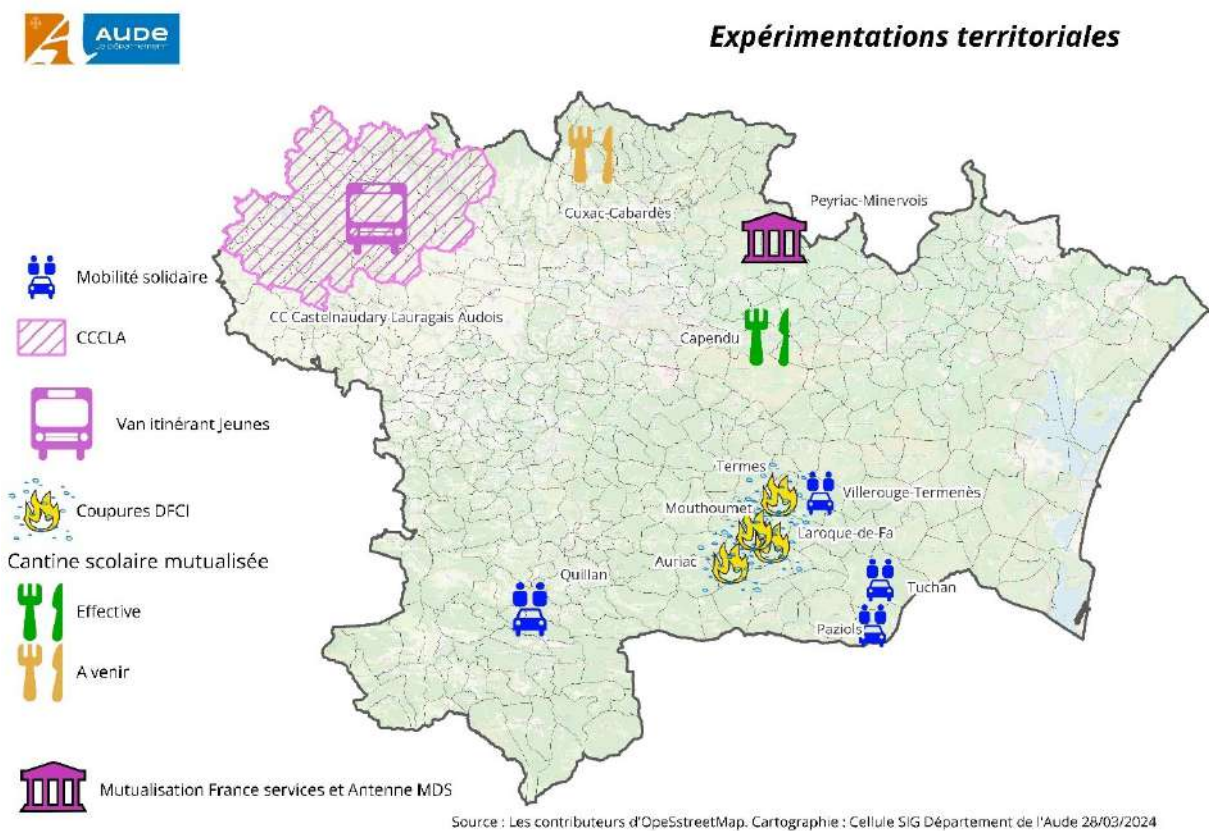 AUDe
Le Département
Expérimentations territoriales
Peyriac-Minervois
Cuxac-Cabardès
Mobilité solidaire
CC Castelnaudary Lauragais Audois
CCCLA
Capendu
Van itinérant Jeunes
Termes
Villerouge-Termenès
Mouthoumet
Coupures DFCI
Laroque-de-Fa
Auriac
Cantine scolaire mutualisée
Quillan
Tuchan
Effective
Paziols
A venir
Mutualisation France services et Antenne MDS
Source : Les contributeurs d'OpeSstreetMap. Cartographie : Cellule SIG Département de l'Aude 28/03/2024